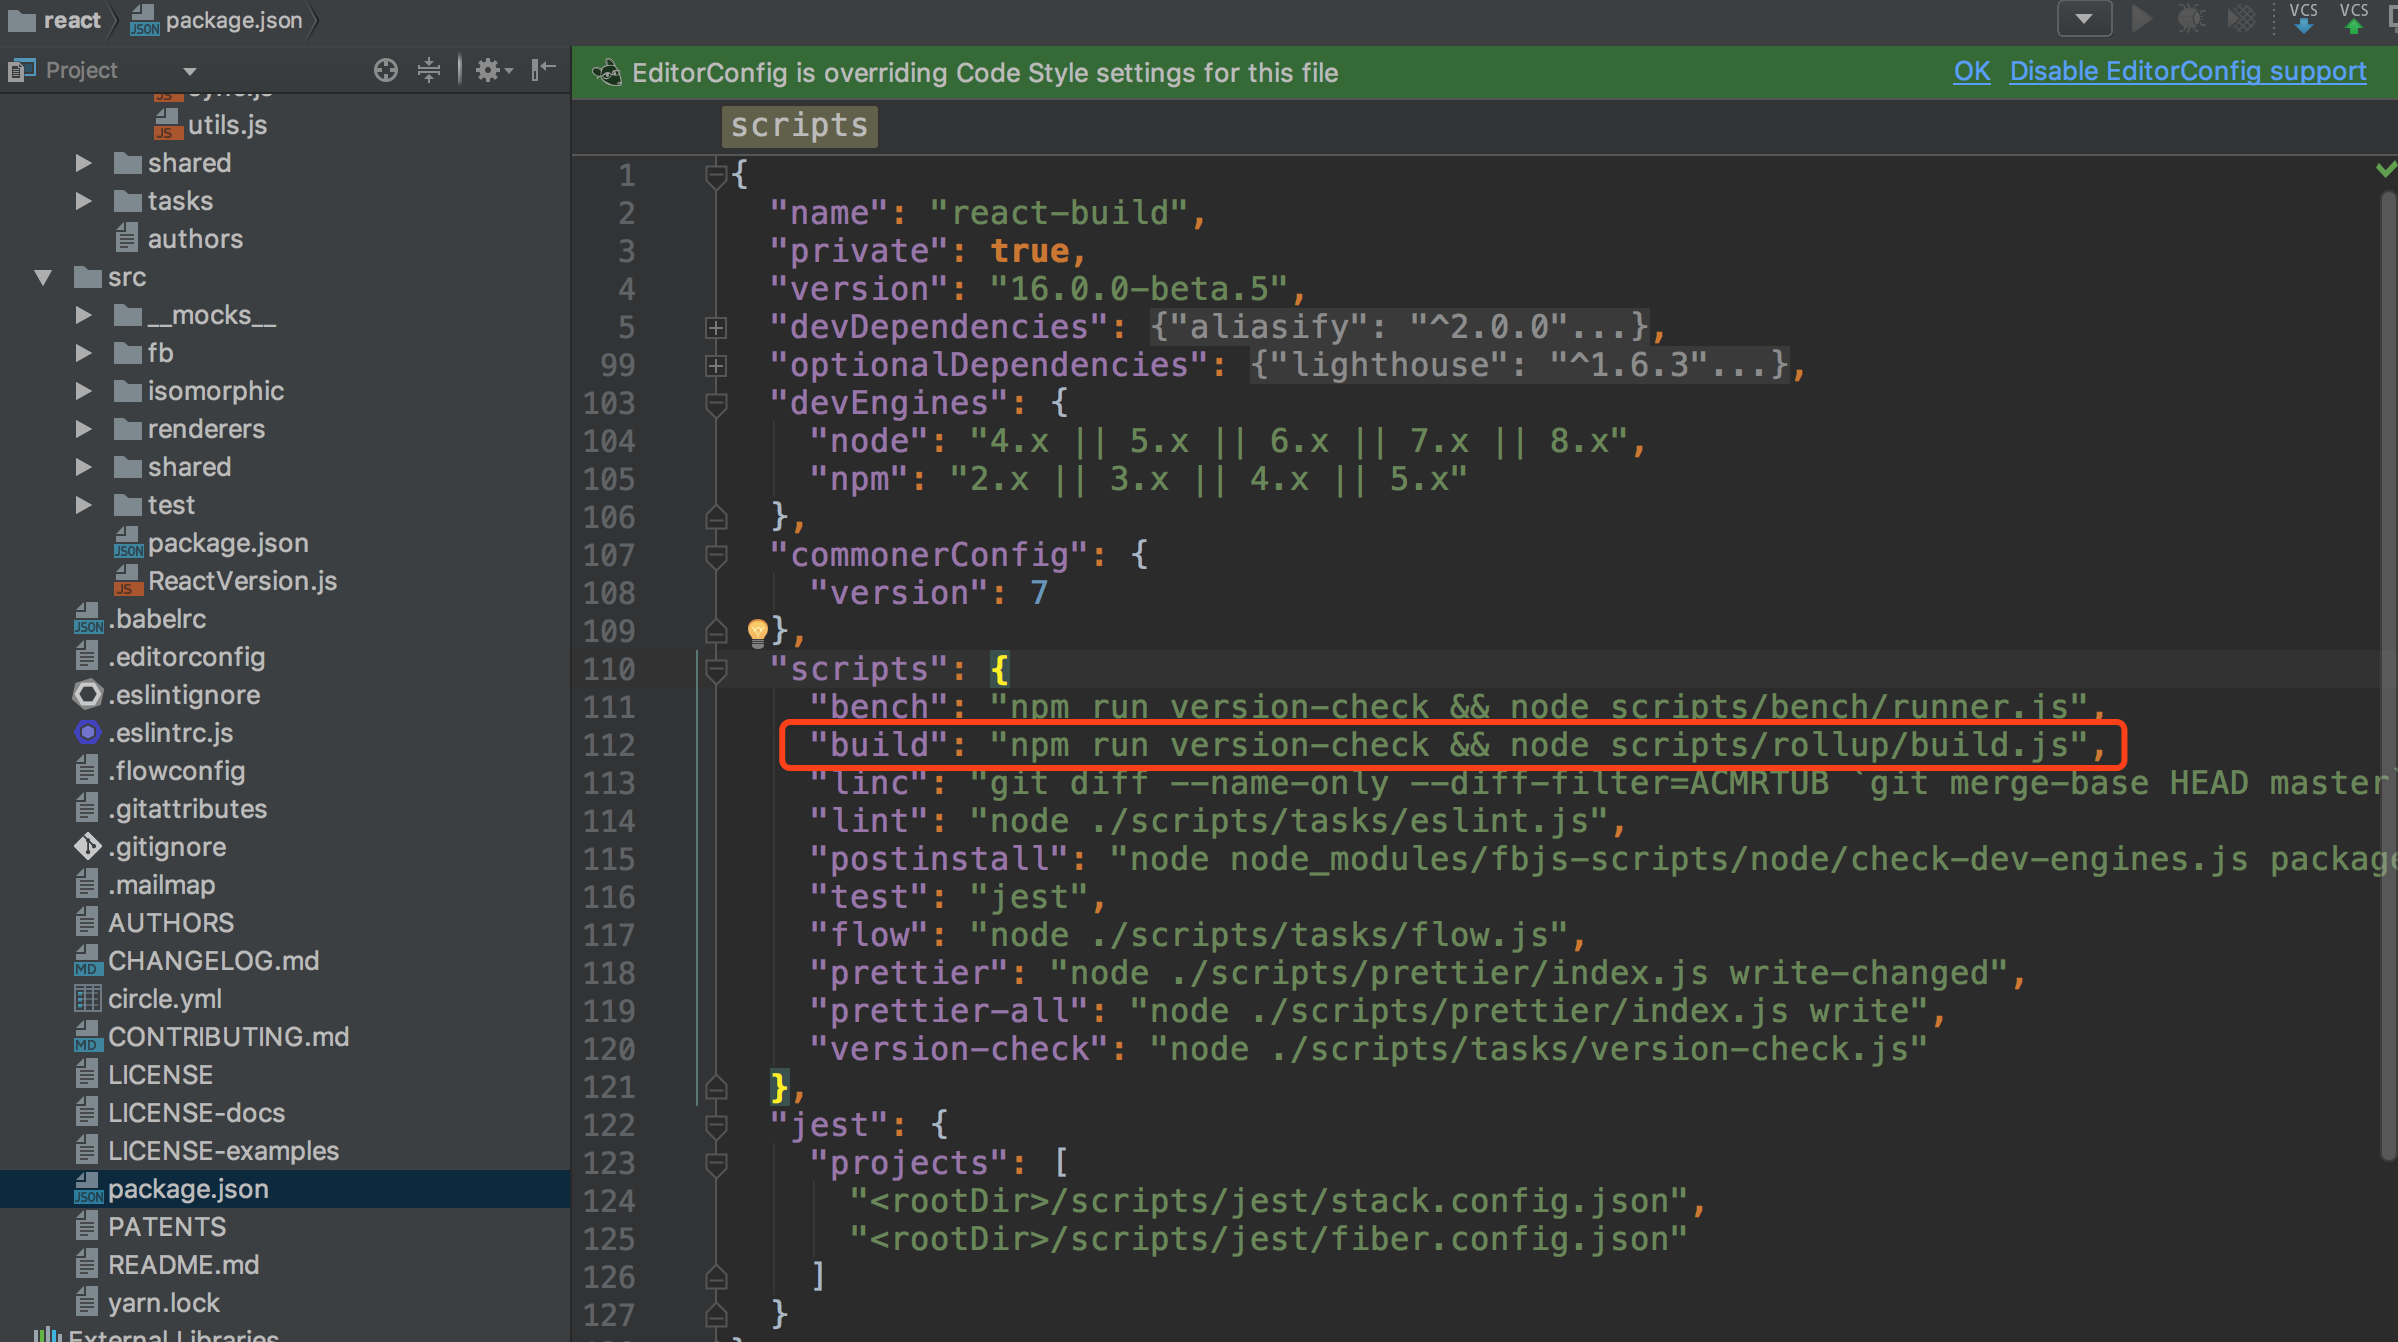 react package.json
VCS VCS
Project
EditorConfig is overriding Code Style settings for this file OK Disable EditorConfig support
scripts
utils.js
shared
tasks
authors
src
__mocks__
fb
isomorphic
renderers
shared
test
package.json
ReactVersion.js
.babelrc
.editorconfig
.eslintignore
.eslintrc.js
.flowconfig
.gitattributes
.gitignore
.mailmap
AUTHORS
CHANGELOG.md
circle.yml
CONTRIBUTING.md
LICENSE
LICENSE-docs
LICENSE-examples
package.json
PATENTS
README.md
yarn.lock
External Libraries
1 {
2 "name": "react-build",
3 "private": true,
4 "version": "16.0.0-beta.5",
5 "devDependencies": {"aliasify": "^2.0.0"...},
99 "optionalDependencies": {"lighthouse": "^1.6.3"...},
103 "devEngines": {
104 "node": "4.x || 5.x || 6.x || 7.x || 8.x",
105 "npm": "2.x || 3.x || 4.x || 5.x"
106 },
107 "commonerConfig": {
108 "version": 7
109 },
110 "scripts": {
111 "bench": "npm run version-check && node scripts/bench/runner.js",
112 "build": "npm run version-check && node scripts/rollup/build.js",
113 "linc": "git diff --name-only --diff-filter=ACMRTUB `git merge-base HEAD master`
114 "lint": "node ./scripts/tasks/eslint.js",
115 "postinstall": "node node_modules/fbjs-scripts/node/check-dev-engines.js package
116 "test": "jest",
117 "flow": "node ./scripts/tasks/flow.js",
118 "prettier": "node ./scripts/prettier/index.js write-changed",
119 "prettier-all": "node ./scripts/prettier/index.js write",
120 "version-check": "node ./scripts/tasks/version-check.js"
121 },
122 "jest": {
123 "projects": [
124 "<rootDir>/scripts/jest/stack.config.json",
125 "<rootDir>/scripts/jest/fiber.config.json"
126 ]
127 }